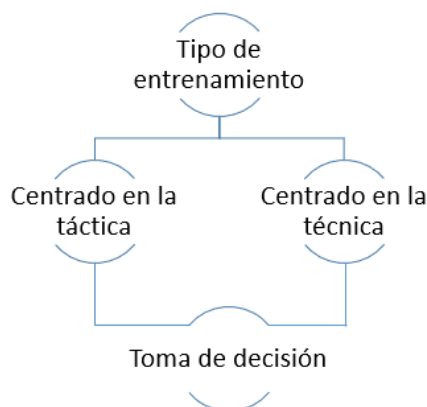 Tipo de
entrenamiento
Centrado en la
táctica
Centrado en la
técnica
Toma de decisión